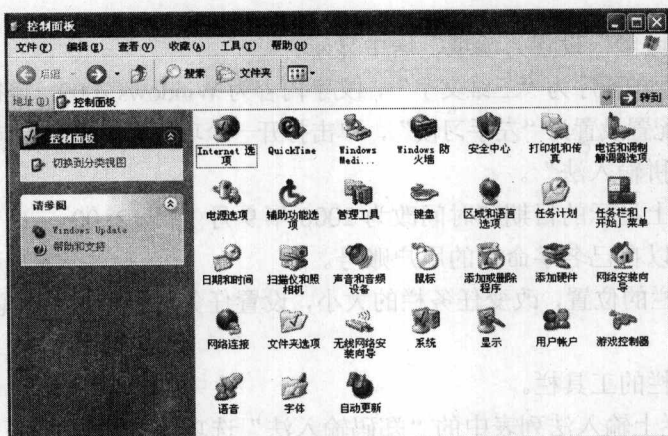 控制面板
文件(F) 编辑(E) 查看(V) 收藏(A) 工具(T) 帮助(H)
后退 搜索 文件夹
地址(D) 控制面板 转到
控制面板
切换到分类视图
请参阅
Windows Update
帮助和支持
Internet 选项
QuickTime
Windows Medi...
Windows 防火墙
安全中心
打印机和传真
电话和调制解调器选项
电源选项
辅助功能选项
管理工具
键盘
区域和语言选项
任务计划
任务栏和「开始」菜单
日期和时间
扫描仪和照相机
声音和音频设备
鼠标
添加或删除程序
添加硬件
网络安装向导
网络连接
文件夹选项
无线网络安装向导
系统
显示
用户帐户
游戏控制器
语音
字体
自动更新